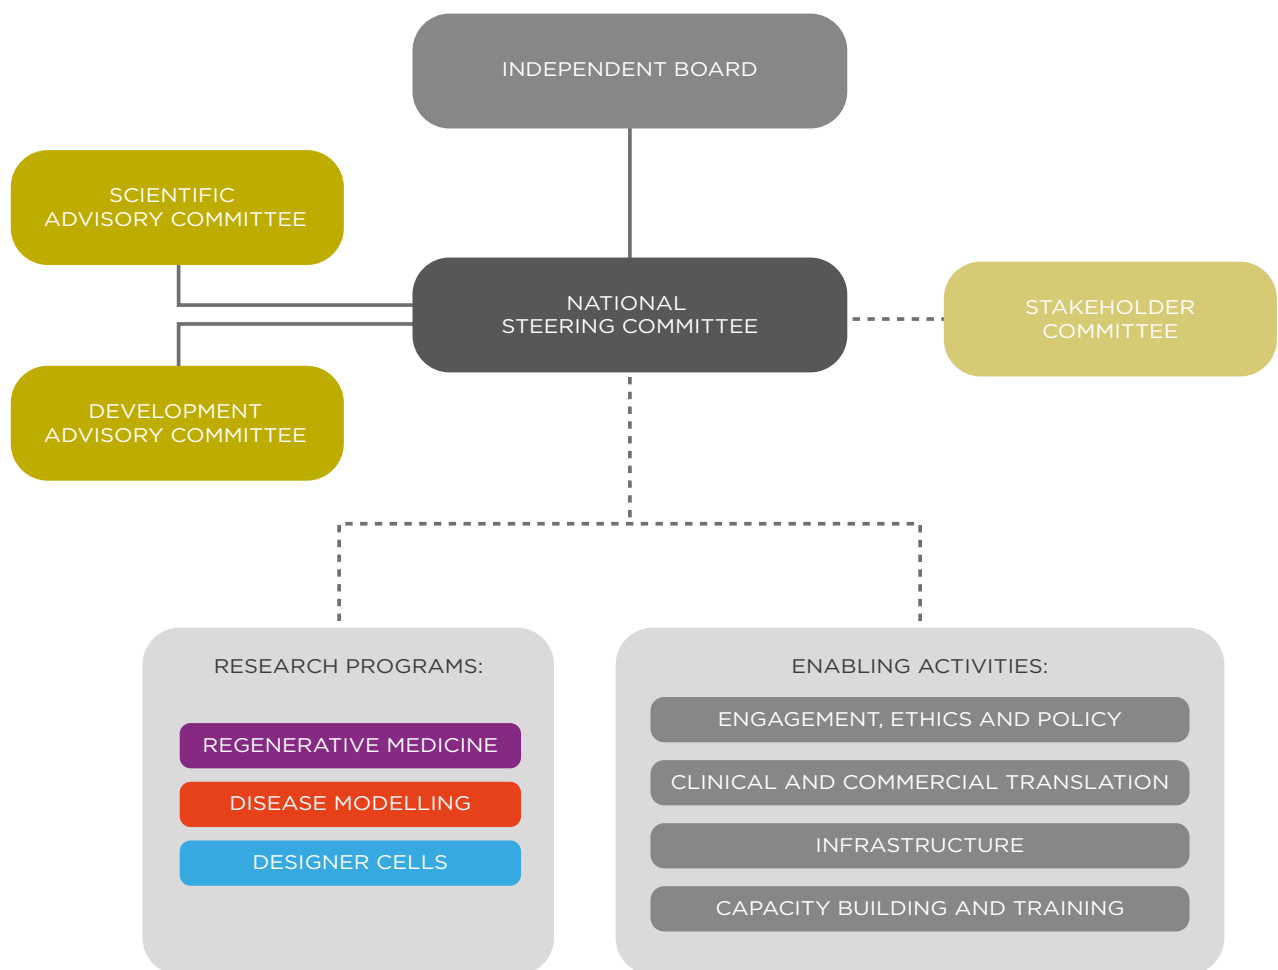 INDEPENDENT BOARD
SCIENTIFIC
ADVISORY COMMITTEE
NATIONAL
STEERING COMMITTEE
STAKEHOLDER
COMMITTEE
DEVELOPMENT
ADVISORY COMMITTEE
RESEARCH PROGRAMS:
REGENERATIVE MEDICINE
DISEASE MODELLING
DESIGNER CELLS
ENABLING ACTIVITIES:
ENGAGEMENT, ETHICS AND POLICY
CLINICAL AND COMMERCIAL TRANSLATION
INFRASTRUCTURE
CAPACITY BUILDING AND TRAINING